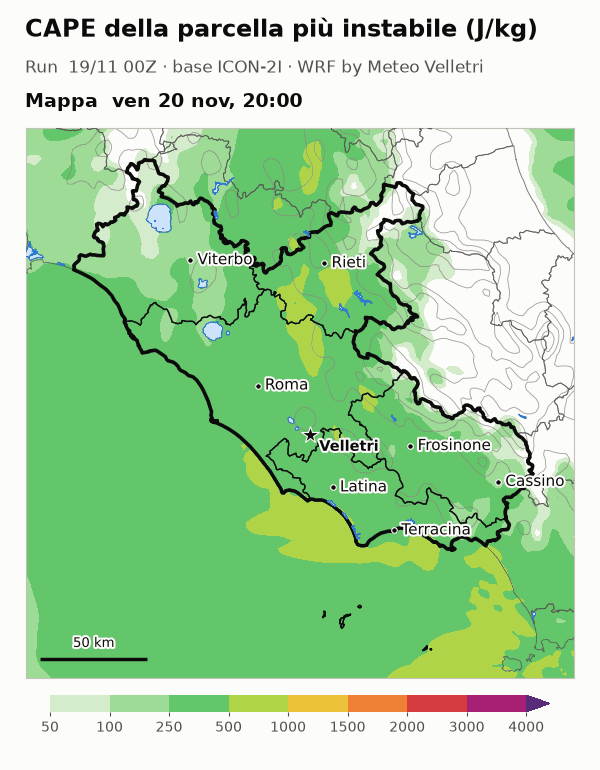 CAPE della parcella più instabile (J/kg)
Run  19/11 00Z · base ICON-2I · WRF by Meteo Velletri
Mappa  ven 20 nov, 20:00
Viterbo
Rieti
Roma
Velletri
Frosinone
Cassino
Latina
Terracina
50 km
50 100 250 500 1000 1500 2000 3000 4000